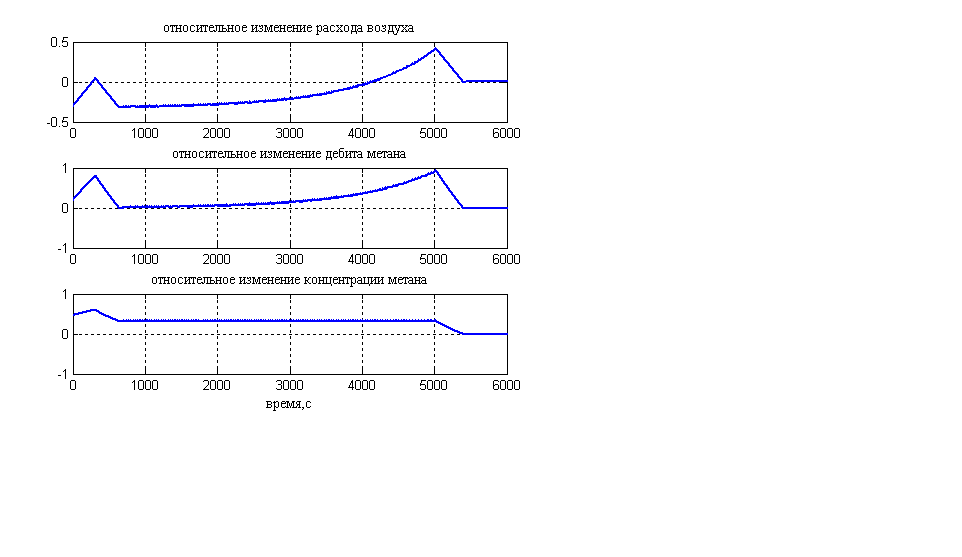 относительное изменение расхода воздуха
0.5
0
-0.5
0 1000 2000 3000 4000 5000 6000
относительное изменение дебита метана
1
0
-1
0 1000 2000 3000 4000 5000 6000
относительное изменение концентрации метана
1
0
-1
0 1000 2000 3000 4000 5000 6000
время,с